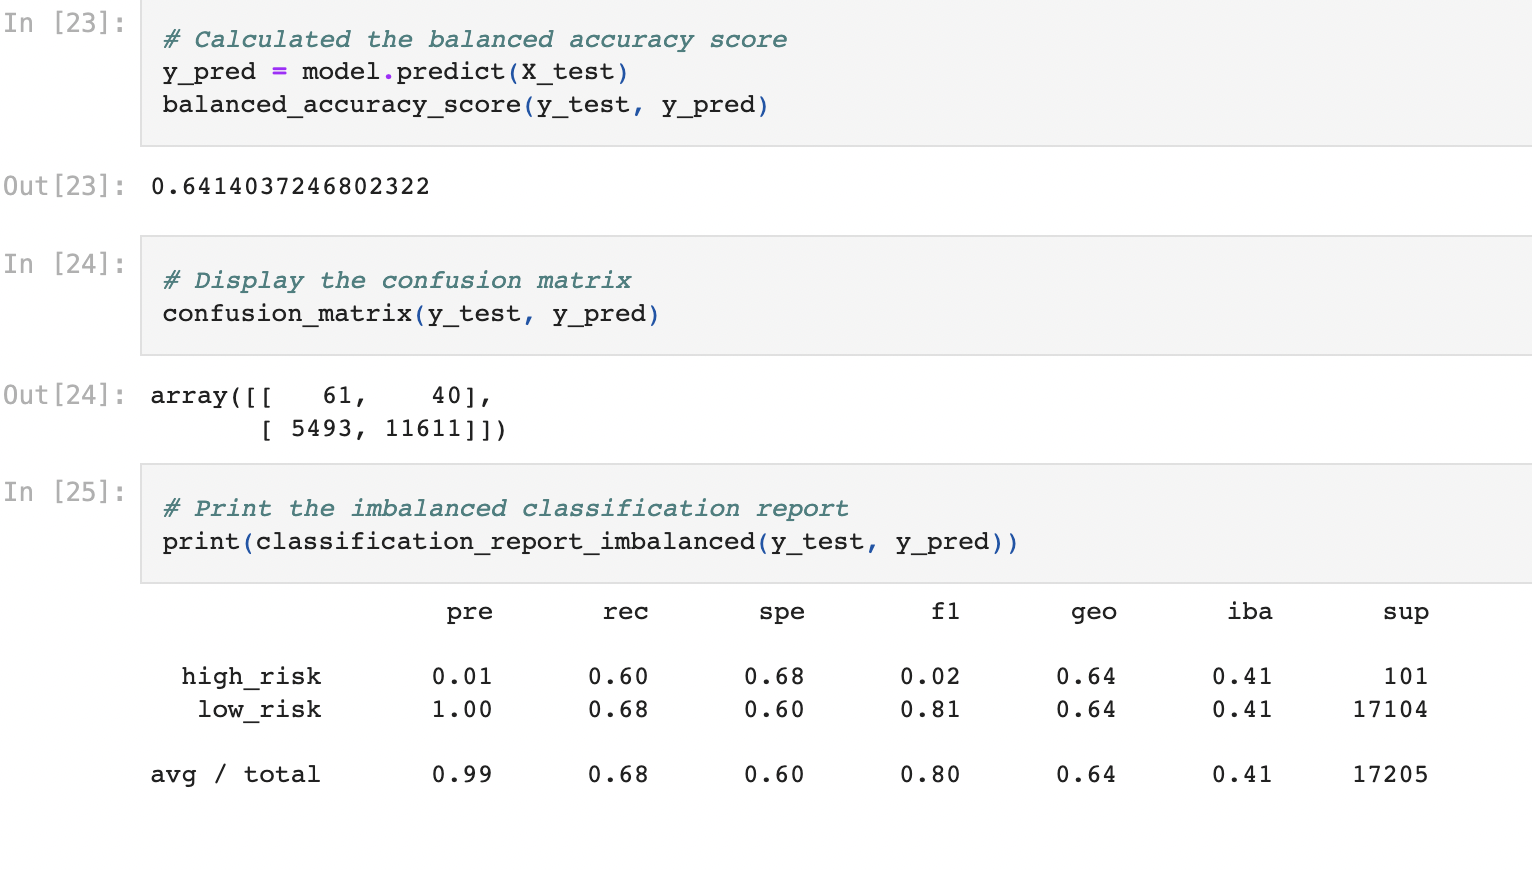 In [23]:
# Calculated the balanced accuracy score
y_pred = model.predict(X_test)
balanced_accuracy_score(y_test, y_pred)
Out[23]: 0.6414037246802322
In [24]:
# Display the confusion matrix
confusion_matrix(y_test, y_pred)
Out[24]: array([[   61,    40],
       [ 5493, 11611]])
In [25]:
# Print the imbalanced classification report
print(classification_report_imbalanced(y_test, y_pred))
pre rec spe f1 geo iba sup
high_risk 0.01 0.60 0.68 0.02 0.64 0.41 101
low_risk 1.00 0.68 0.60 0.81 0.64 0.41 17104
avg / total 0.99 0.68 0.60 0.80 0.64 0.41 17205